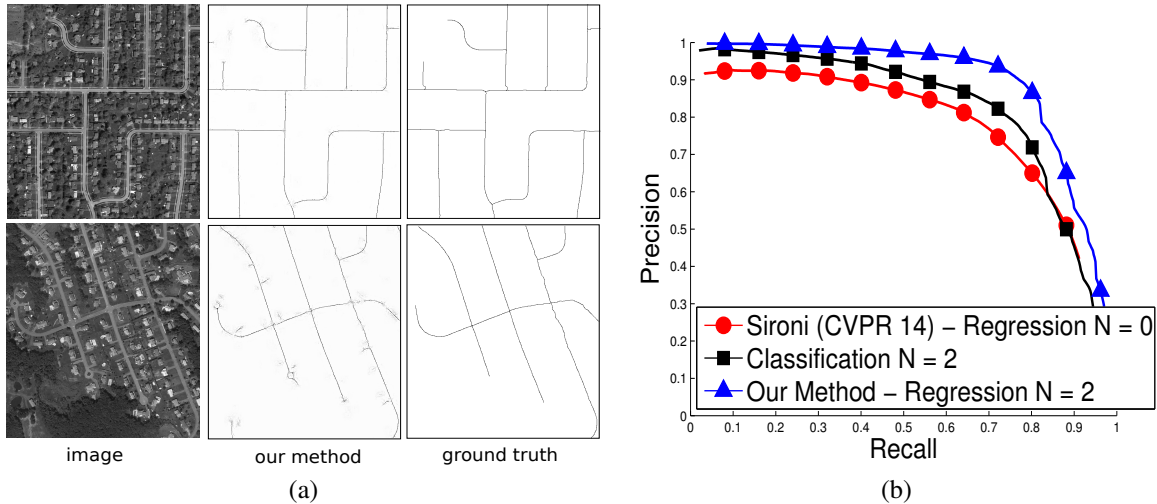 image
our method
ground truth
(a)
1
0.9
0.8
0.7
0.6
0.5
0.4
0.3
0.2
0.1
0
Precision
Sironi (CVPR 14) − Regression N = 0
Classification N = 2
Our Method − Regression N = 2
0 0.1 0.2 0.3 0.4 0.5 0.6 0.7 0.8 0.9 1
Recall
(b)